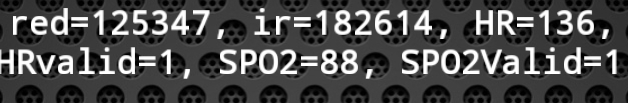 red=125347, ir=182614, HR=136,
HRvalid=1, SPO2=88, SPO2Valid=1